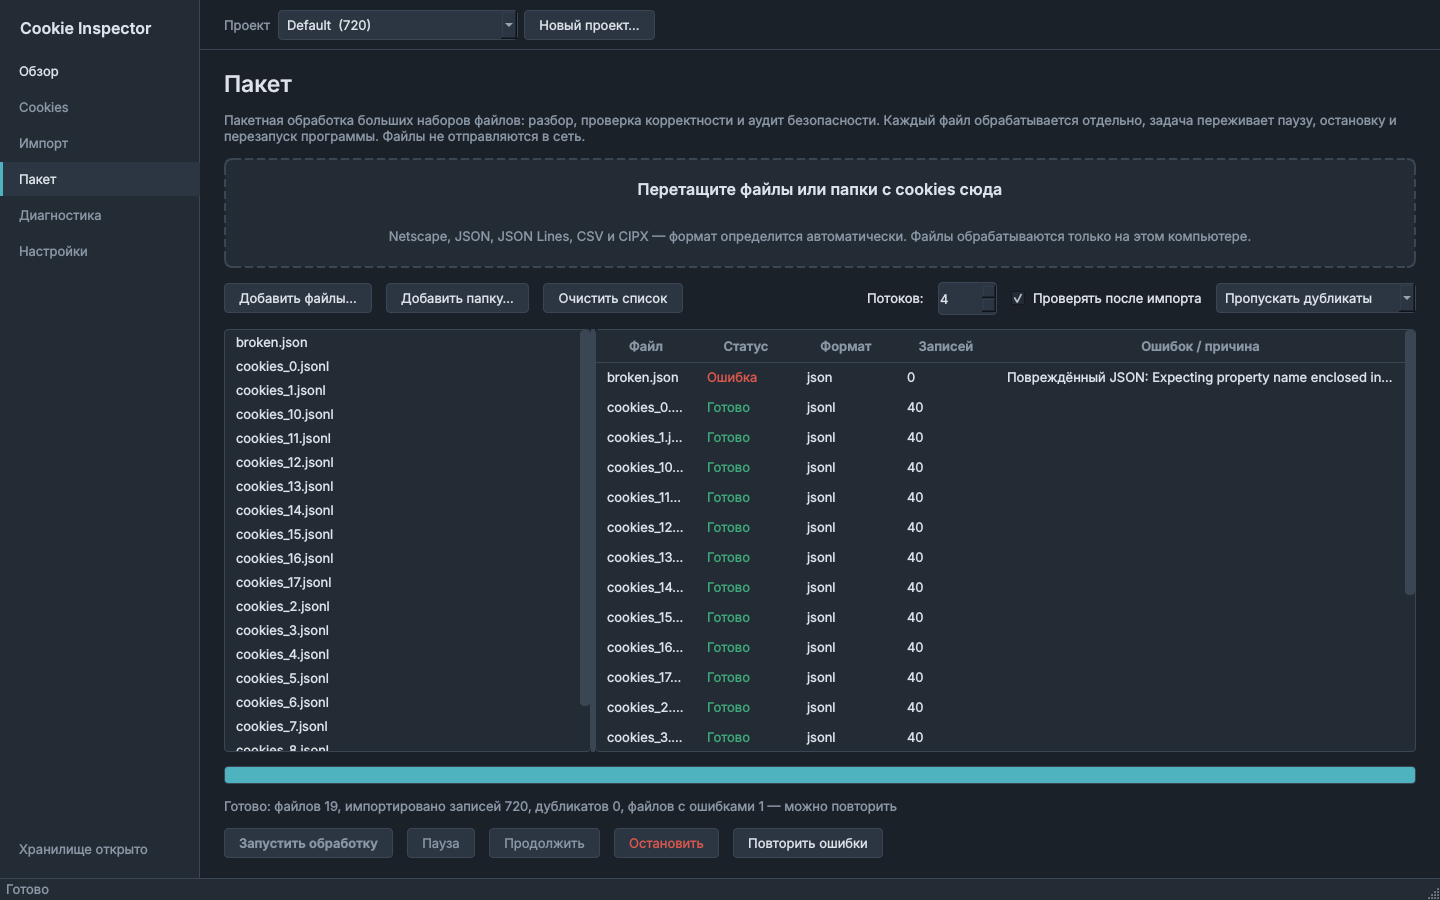 Cookie Inspector
Обзор
Cookies
Импорт
Пакет
Диагностика
Настройки
Хранилище открыто
Проект
Default (720)
Новый проект...
Пакет
Пакетная обработка больших наборов файлов: разбор, проверка корректности и аудит безопасности. Каждый файл обрабатывается отдельно, задача переживает паузу, остановку и
перезапуск программы. Файлы не отправляются в сеть.
Перетащите файлы или папки с cookies сюда
Netscape, JSON, JSON Lines, CSV и CIPX — формат определится автоматически. Файлы обрабатываются только на этом компьютере.
Добавить файлы...
Добавить папку...
Очистить список
Потоков:
4
Проверять после импорта
Пропускать дубликаты
broken.json
cookies_0.jsonl
cookies_1.jsonl
cookies_10.jsonl
cookies_11.jsonl
cookies_12.jsonl
cookies_13.jsonl
cookies_14.jsonl
cookies_15.jsonl
cookies_16.jsonl
cookies_17.jsonl
cookies_2.jsonl
cookies_3.jsonl
cookies_4.jsonl
cookies_5.jsonl
cookies_6.jsonl
cookies_7.jsonl
cookies_8.jsonl
Файл Статус Формат Записей Ошибок / причина
broken.json Ошибка json 0 Повреждённый JSON: Expecting property name enclosed in...
cookies_0.... Готово jsonl 40
cookies_1.j... Готово jsonl 40
cookies_10... Готово jsonl 40
cookies_11... Готово jsonl 40
cookies_12... Готово jsonl 40
cookies_13... Готово jsonl 40
cookies_14... Готово jsonl 40
cookies_15... Готово jsonl 40
cookies_16... Готово jsonl 40
cookies_17... Готово jsonl 40
cookies_2.... Готово jsonl 40
cookies_3.... Готово jsonl 40
Готово: файлов 19, импортировано записей 720, дубликатов 0, файлов с ошибками 1 — можно повторить
Запустить обработку
Пауза
Продолжить
Остановить
Повторить ошибки
Готово